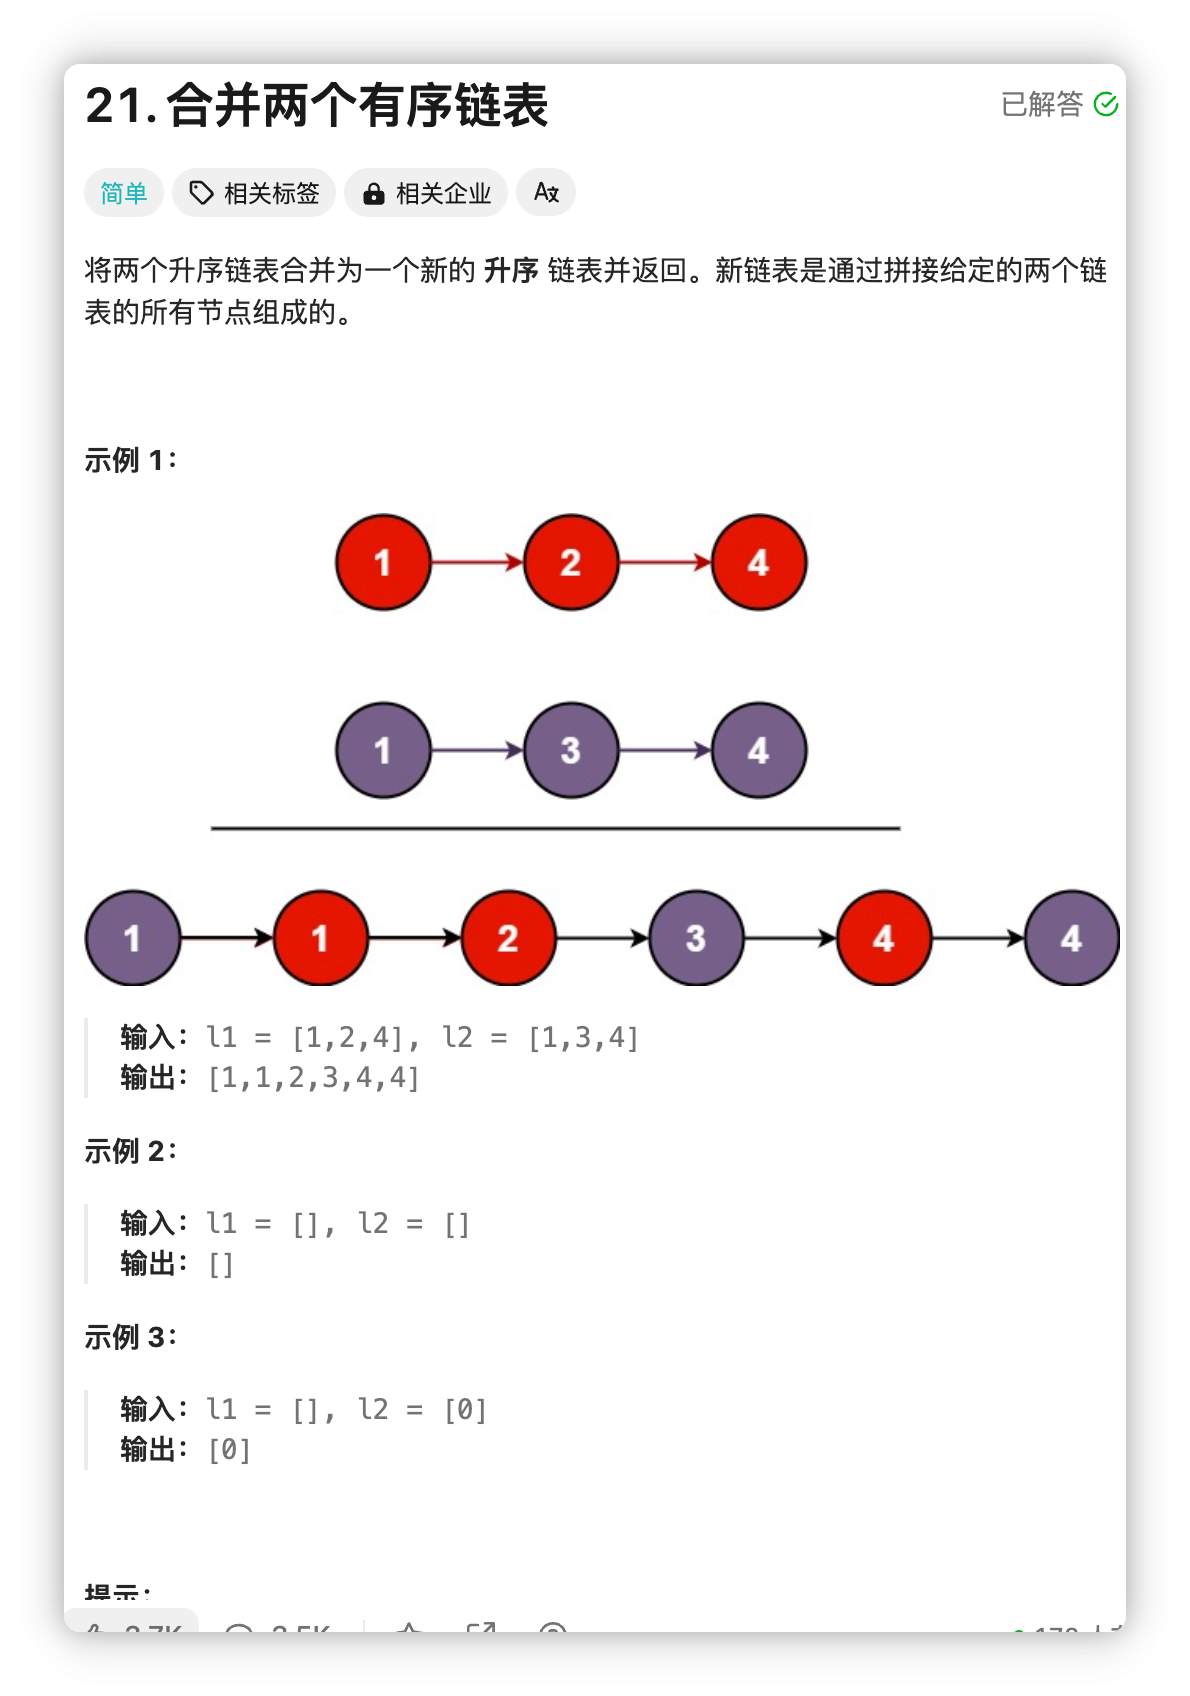 21. 合并两个有序链表
已解答
简单 相关标签 相关企业
将两个升序链表合并为一个新的 升序 链表并返回。新链表是通过拼接给定的两个链
表的所有节点组成的。
示例 1：
1 2 4
1 3 4
1 1 2 3 4 4
输入：l1 = [1,2,4], l2 = [1,3,4]
输出：[1,1,2,3,4,4]
示例 2：
输入：l1 = [], l2 = []
输出：[]
示例 3：
输入：l1 = [], l2 = [0]
输出：[0]
提示：